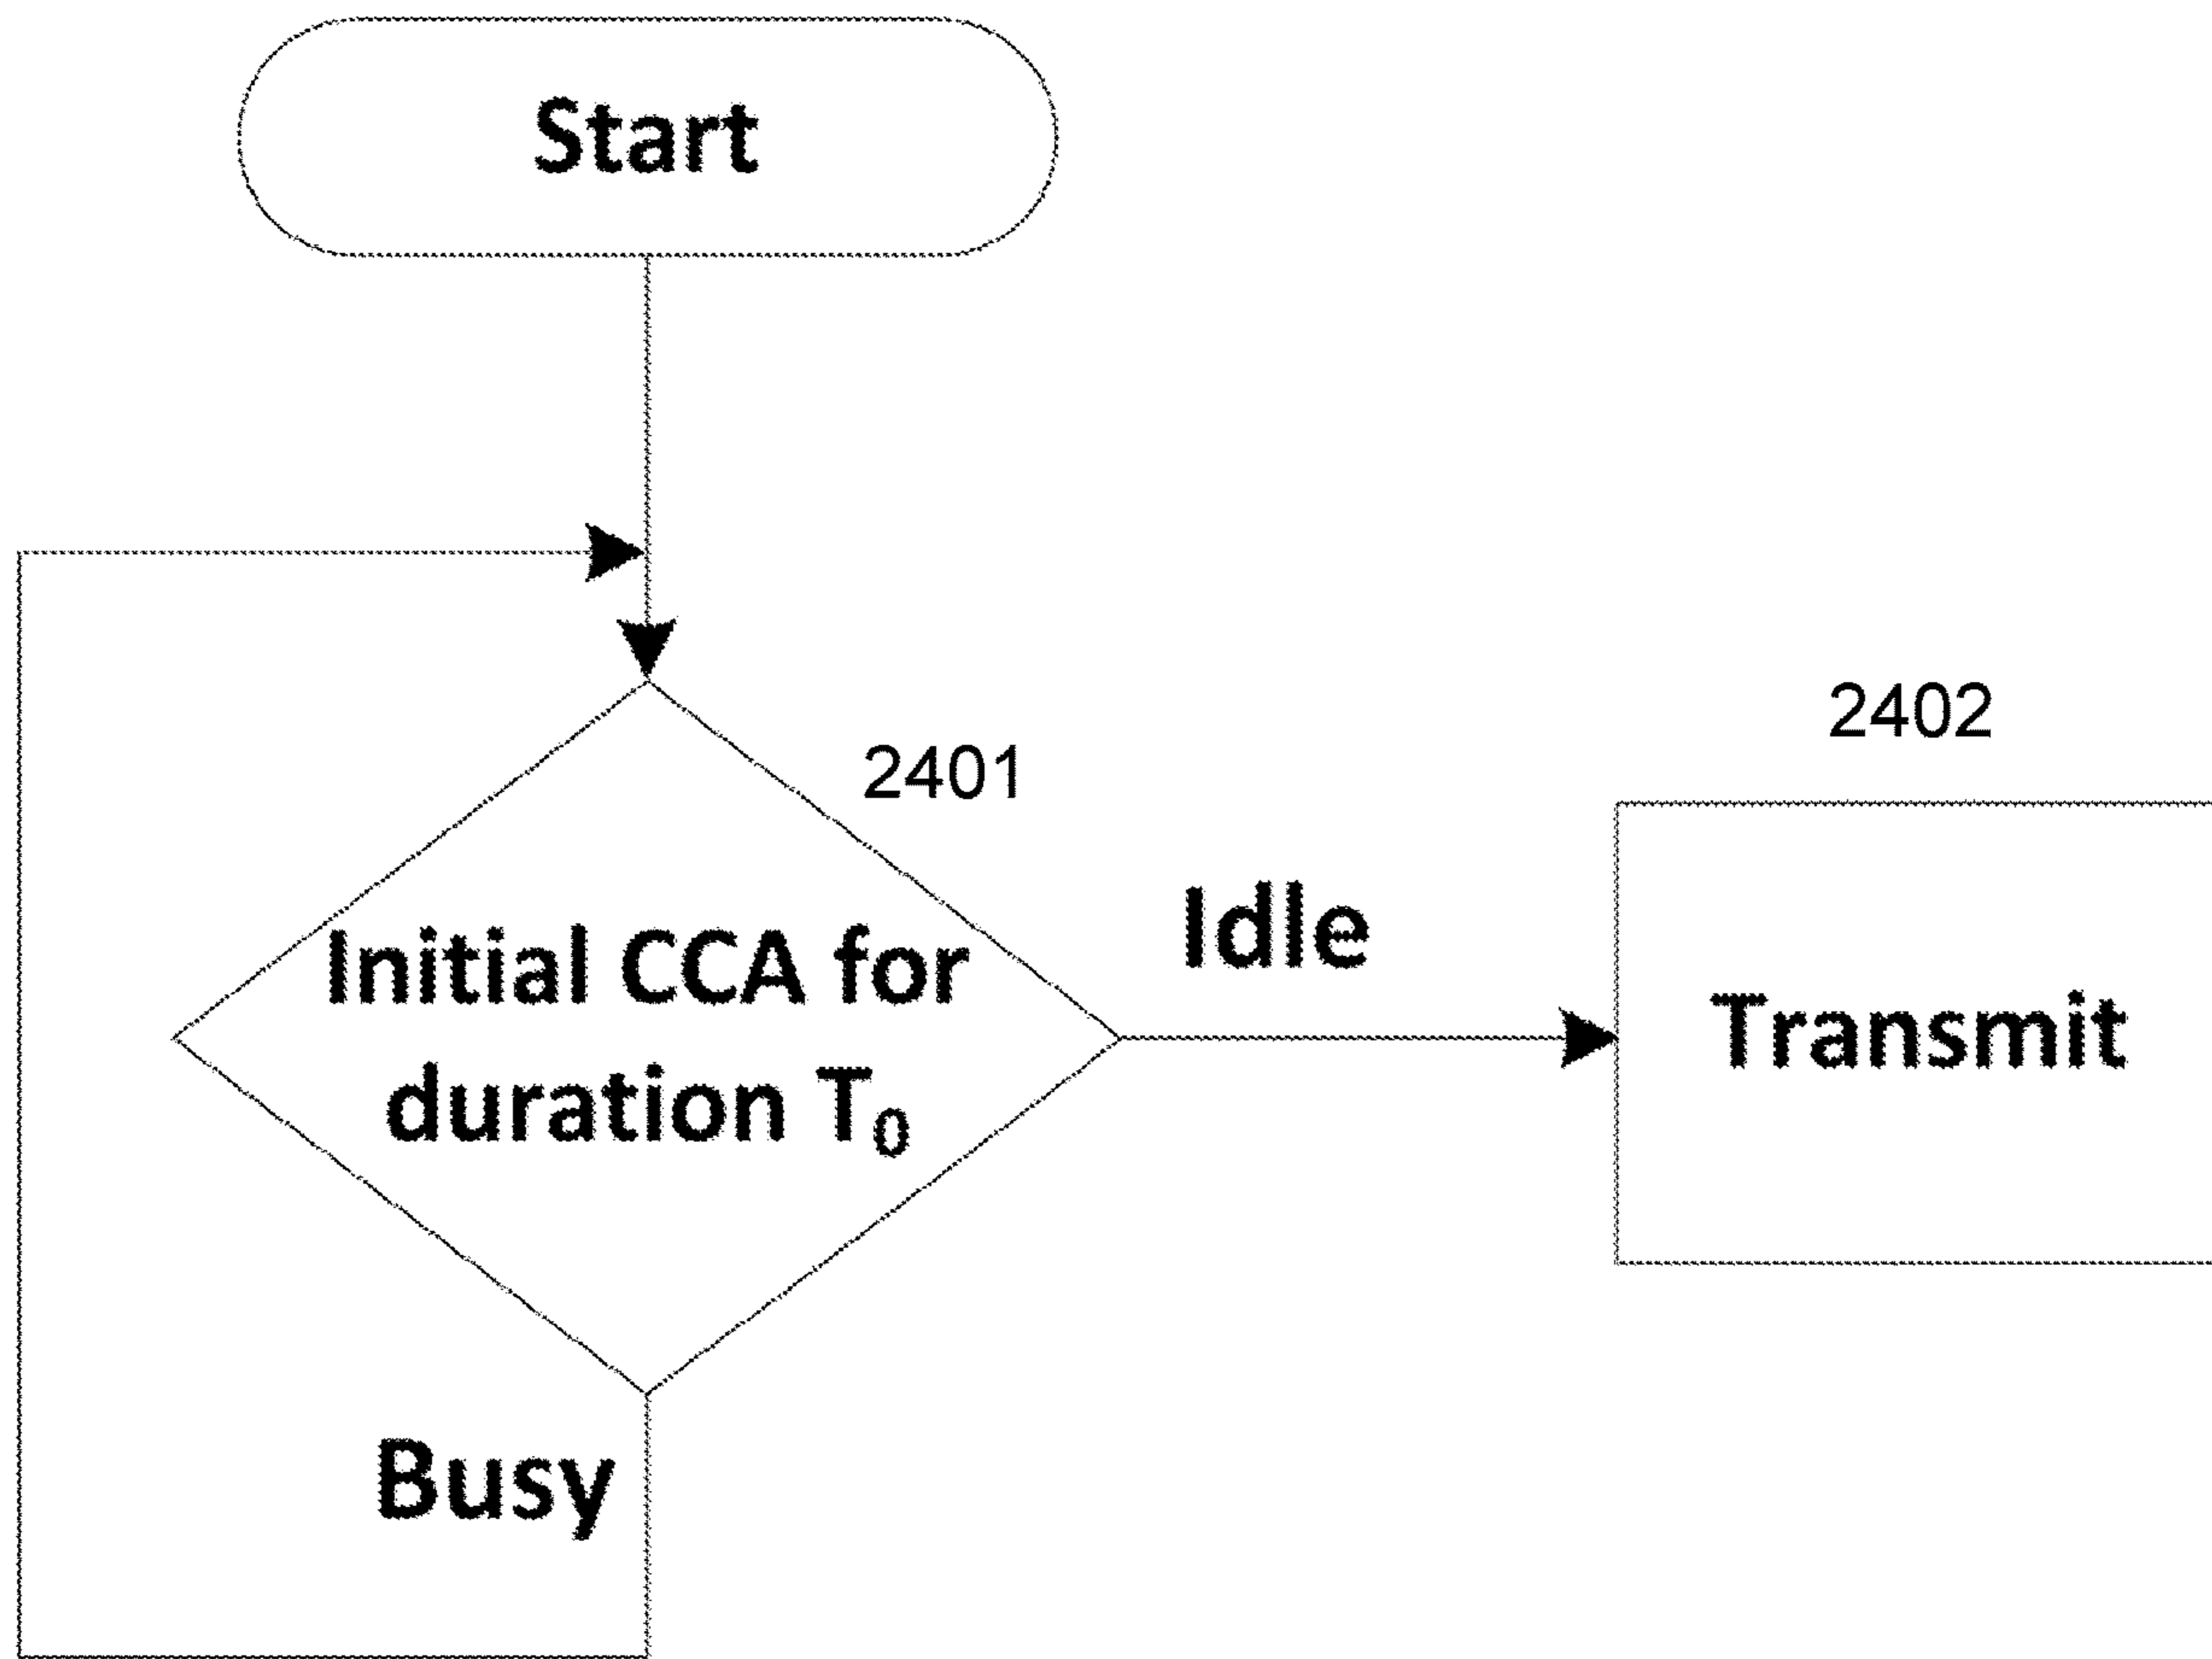 Start
2401
2402
Idle
Initial CCA for
duration T₀
Transmit
Busy